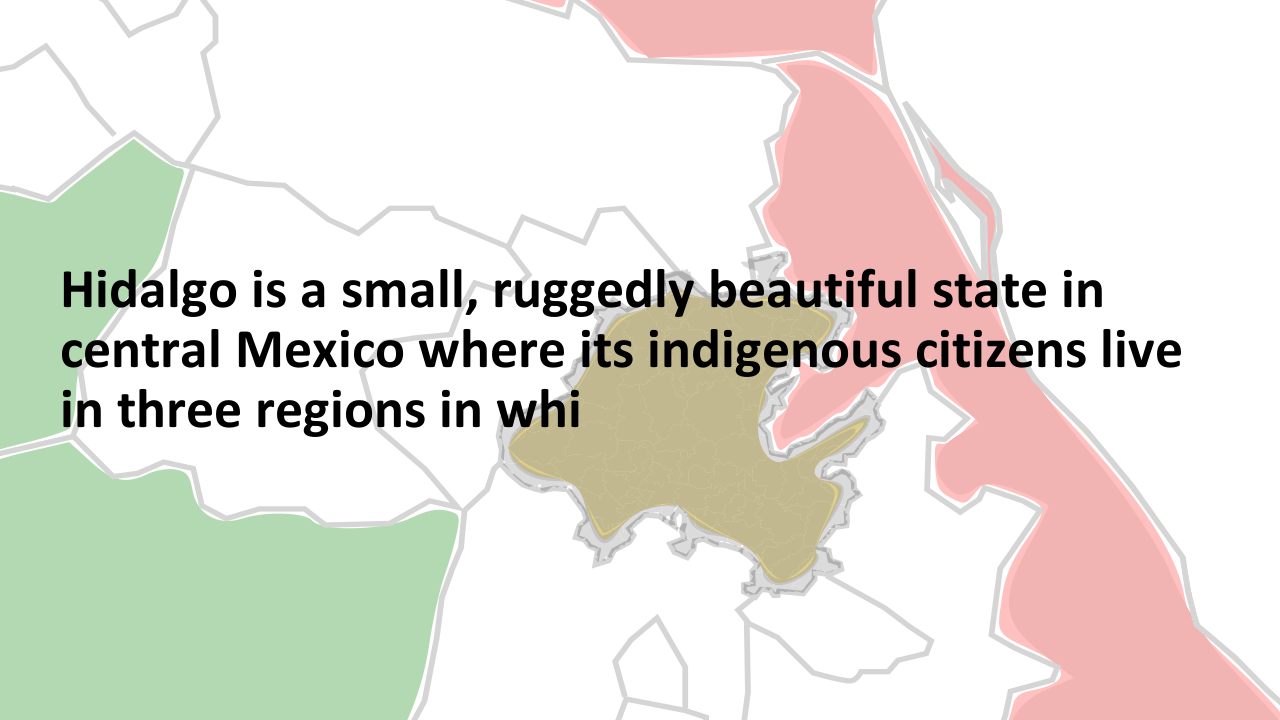 Hidalgo is a small, ruggedly beautiful state in
central Mexico where its indigenous citizens live
in three regions in whi